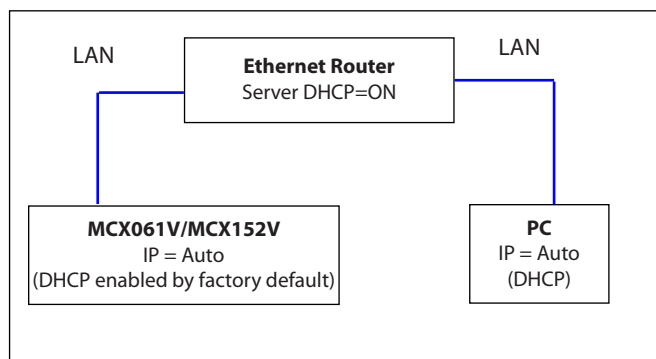 LAN
LAN
Ethernet Router
Server DHCP=ON
MCX061V/MCX152V
IP = Auto
(DHCP enabled by factory default)
PC
IP = Auto
(DHCP)